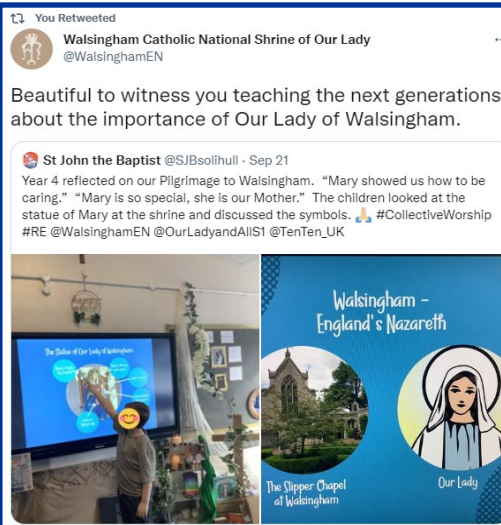 You Retweeted
Walsingham Catholic National Shrine of Our Lady
@WalsinghamEN
Beautiful to witness you teaching the next generations
about the importance of Our Lady of Walsingham.
St John the Baptist @SJBsolihull · Sep 21
Year 4 reflected on our Pilgrimage to Walsingham. “Mary showed us how to be
caring.” “Mary is so special, she is our Mother.” The children looked at the
statue of Mary at the shrine and discussed the symbols. 🙏🏻 #CollectiveWorship
#RE @WalsinghamEN @OurLadyandAllS1 @TenTen_UK
The Statue of Our Lady of Walsingham
Walsingham -
England's Nazareth
The Slipper Chapel
at Walsingham
Our Lady